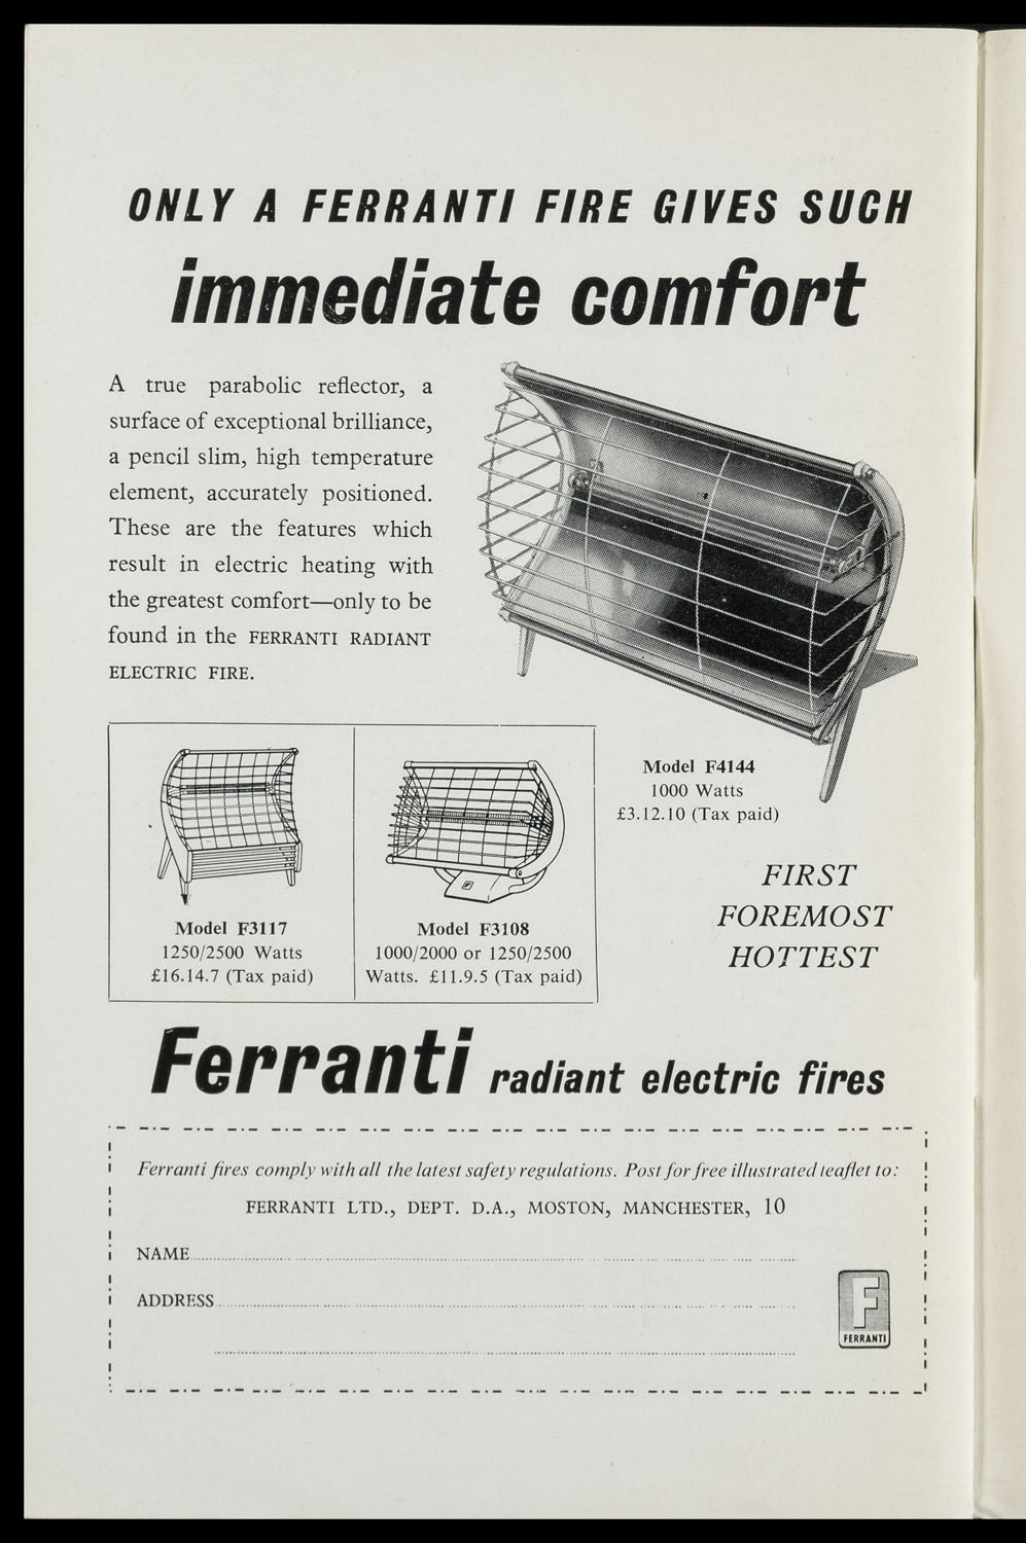 ONLY A FERRANTI FIRE GIVES SUCH
immediate comfort
A true parabolic reflector, a
surface of exceptional brilliance,
a pencil slim, high temperature
element, accurately positioned.
These are the features which
result in electric heating with
the greatest comfort—only to be
found in the FERRANTI RADIANT
ELECTRIC FIRE.
Model F4144
1000 Watts
£3.12.10 (Tax paid)
Model F3117
1250/2500 Watts
£16.14.7 (Tax paid)
Model F3108
1000/2000 or 1250/2500
Watts. £11.9.5 (Tax paid)
FIRST
FOREMOST
HOTTEST
Ferranti radiant electric fires
Ferranti fires comply with all the latest safety regulations. Post for free illustrated leaflet to:
FERRANTI LTD., DEPT. D.A., MOSTON, MANCHESTER, 10
NAME
ADDRESS
F
FERRANTI